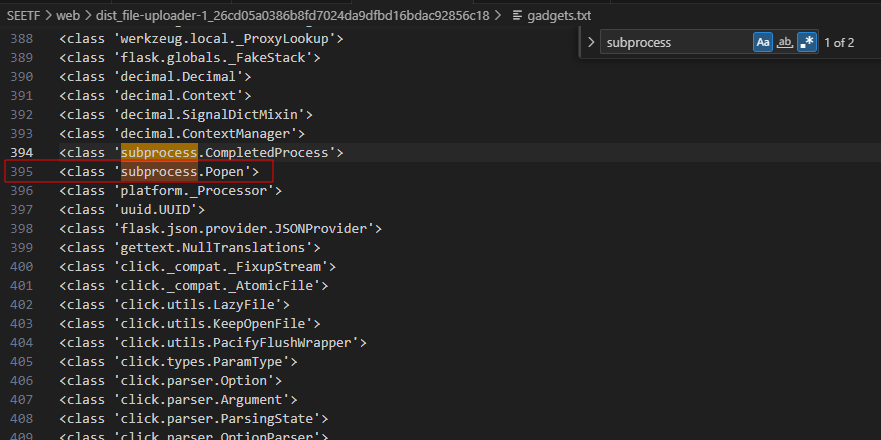 SEETF > web > dist_file-uploader-1_26cd05a0386b8fd7024da9dfbd16bdac92856c18 > gadgets.txt
subprocess Aa ab .* 1 of 2
388 <class 'werkzeug.local._ProxyLookup'>
389 <class 'flask.globals._FakeStack'>
390 <class 'decimal.Decimal'>
391 <class 'decimal.Context'>
392 <class 'decimal.SignalDictMixin'>
393 <class 'decimal.ContextManager'>
394 <class 'subprocess.CompletedProcess'>
395 <class 'subprocess.Popen'>
396 <class 'platform._Processor'>
397 <class 'uuid.UUID'>
398 <class 'flask.json.provider.JSONProvider'>
399 <class 'gettext.NullTranslations'>
400 <class 'click._compat._FixupStream'>
401 <class 'click._compat._AtomicFile'>
402 <class 'click.utils.LazyFile'>
403 <class 'click.utils.KeepOpenFile'>
404 <class 'click.utils.PacifyFlushWrapper'>
405 <class 'click.types.ParamType'>
406 <class 'click.parser.Option'>
407 <class 'click.parser.Argument'>
408 <class 'click.parser.ParsingState'>
409 <class 'click.parser.OptionParser'>